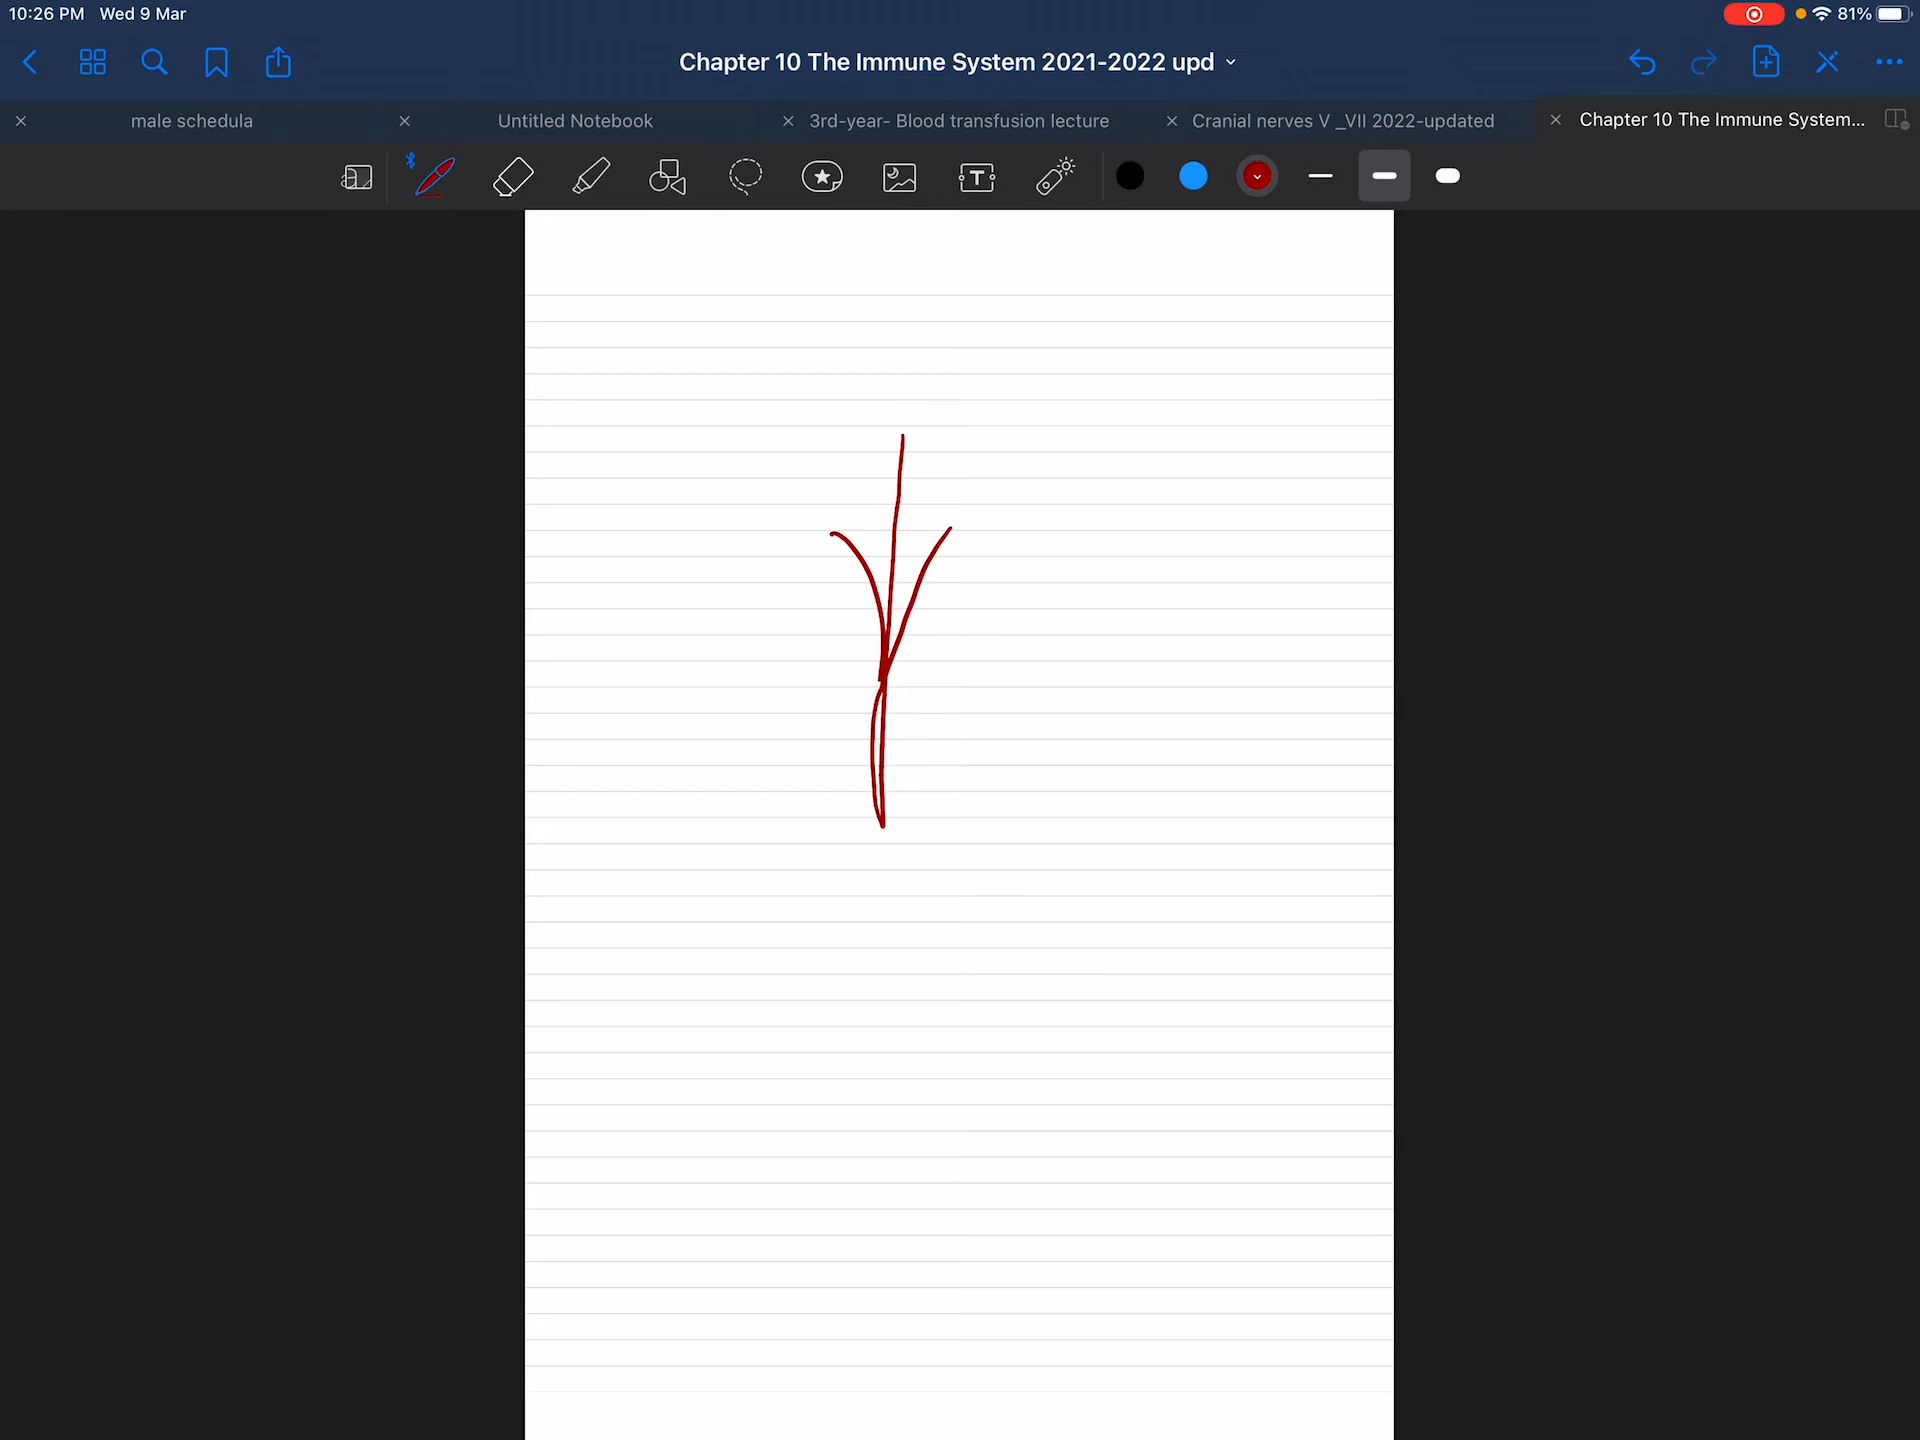 10:26 PM Wed 9 Mar
81%
Chapter 10 The Immune System 2021-2022 upd
male schedula
Untitled Notebook
3rd-year- Blood transfusion lecture
Cranial nerves V _VII 2022-updated
Chapter 10 The Immune System...